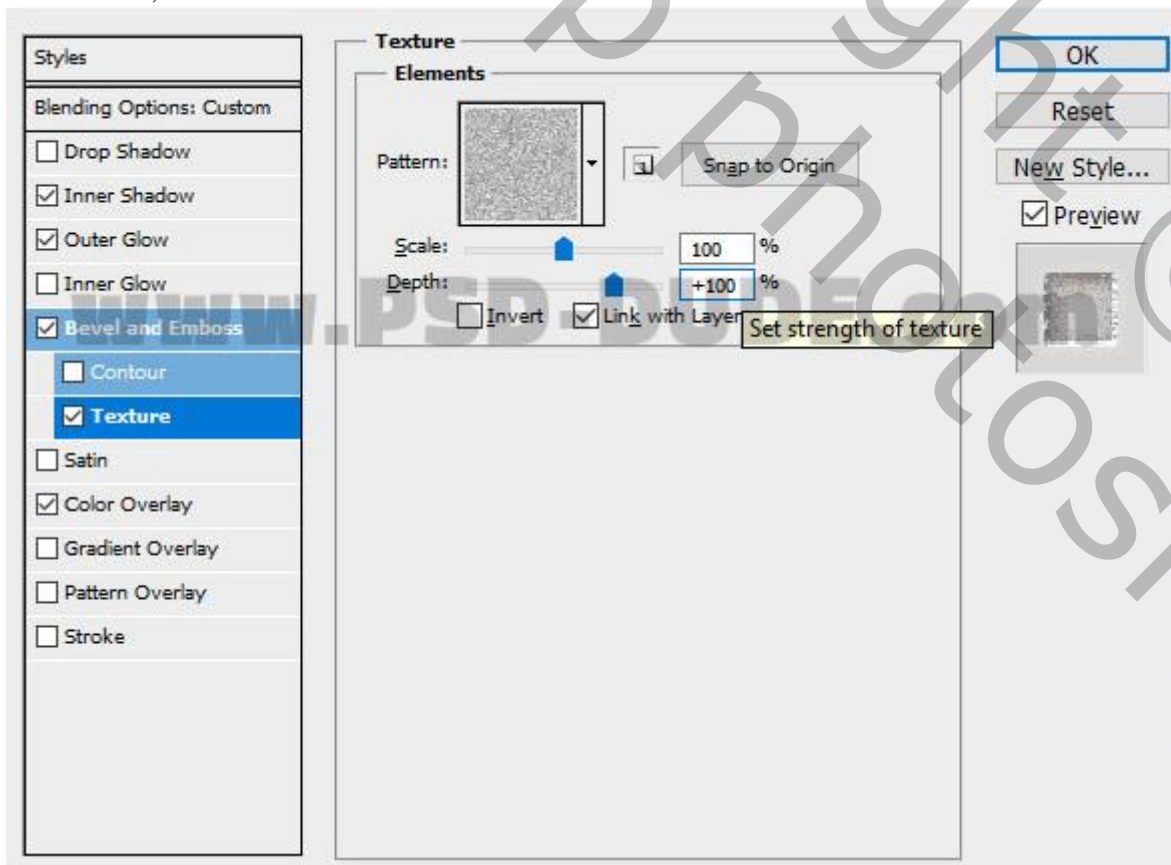 Styles
Blending Options: Custom
Drop Shadow
Inner Shadow
Outer Glow
Inner Glow
Bevel and Emboss
Contour
Texture
Satin
Color Overlay
Gradient Overlay
Pattern Overlay
Stroke
Texture
Elements
Pattern:
Snap to Origin
Scale: 100 %
Depth: +100 %
Invert Link with Layer
Set strength of texture
OK
Reset
New Style...
Preview
WWW.PSD-DUDE.com